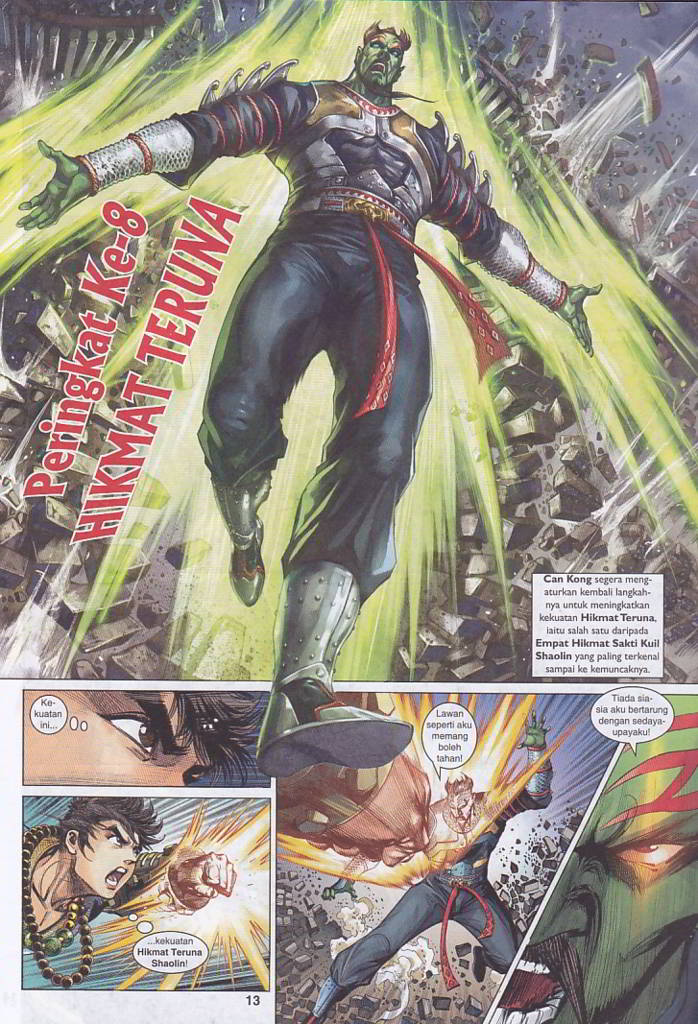 Peringkat Ke-8
HIKMAT TERUNA
Can Kong segera meng-
aturkan kembali langkah-
nya untuk meningkatkan
kekuatan Hikmat Teruna,
iaitu salah satu daripada
Empat Hikmat Sakti Kuil
Shaolin yang paling terkenal
sampai ke kemuncaknya.
Ke-
kuatan
ini...
...kekuatan
Hikmat Teruna
Shaolin!
Lawan
seperti aku
memang
boleh
tahan!
Tiada sia-
sia aku bertarung
dengan sedaya-
upayaku!
13